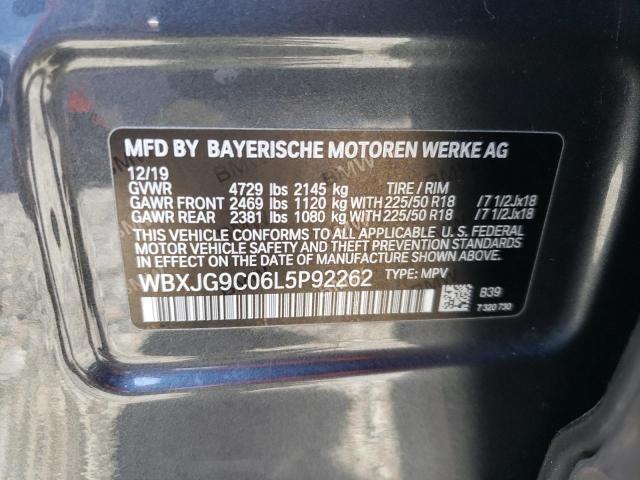 MFD BY BAYERISCHE MOTOREN WERKE AG
12/19
GVWR 4729 lbs 2145 kg TIRE / RIM
GAWR FRONT 2469 lbs 1120 kg WITH 225/50 R18 /7 1/2Jx18
GAWR REAR 2381 lbs 1080 kg WITH 225/50 R18 /7 1/2Jx18
THIS VEHICLE CONFORMS TO ALL APPLICABLE U. S. FEDERAL
MOTOR VEHICLE SAFETY, BUMPER, AND THEFT PREVENTION
STANDARDS IN EFFECT ON THE DATE OF MANUFACTURE SHOWN ABOVE.
WBXJG9C06L5P92262 TYPE: MPV
B39
7 320 730